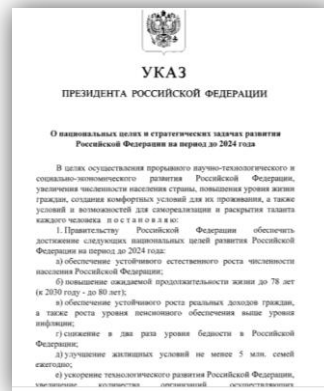 УКАЗ
ПРЕЗИДЕНТА РОССИЙСКОЙ ФЕДЕРАЦИИ
О национальных целях и стратегических задачах развития
Российской Федерации на период до 2024 года
В целях осуществления прорывного научно-технологического и
социально-экономического развития Российской Федерации,
увеличения численности населения страны, повышения уровня жизни
граждан, создания комфортных условий для их проживания, а также
условий и возможностей для самореализации и раскрытия таланта
каждого человека п о с т а н о в л я ю:
1. Правительству Российской Федерации обеспечить
достижение следующих национальных целей развития Российской
Федерации на период до 2024 года:
а) обеспечение устойчивого естественного роста численности
населения Российской Федерации;
б) повышение ожидаемой продолжительности жизни до 78 лет
(к 2030 году - до 80 лет);
в) обеспечение устойчивого роста реальных доходов граждан,
а также роста уровня пенсионного обеспечения выше уровня
инфляции;
г) снижение в два раза уровня бедности в Российской
Федерации;
д) улучшение жилищных условий не менее 5 млн. семей
ежегодно;
е) ускорение технологического развития Российской Федерации,
увеличение количества организаций, осуществляющих